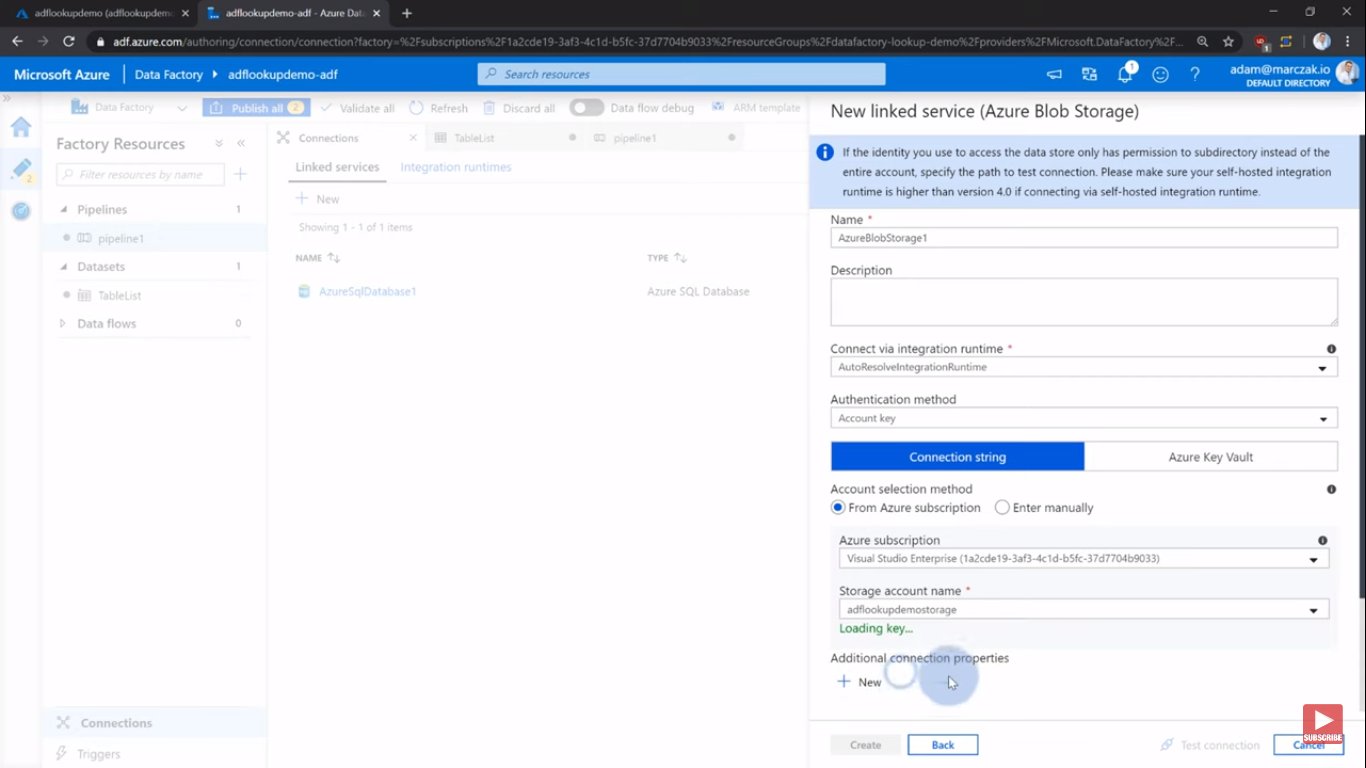 adflookupdemo (adflookupdemo
adflookupdemo-adf - Azure Dat
adf.azure.com/authoring/connection/connection?factory=%2Fsubscriptions%2F1a2cde19-3af3-4c1d-b5fc-37d7704b9033%2FresourceGroups%2Fdatafactory-lookup-demo%2Fproviders%2FMicrosoft.DataFactory%2F...
Microsoft Azure
Data Factory
adflookupdemo-adf
Search resources
1
adam@marczak.io
DEFAULT DIRECTORY
Data Factory
Publish all 2
Validate all
Refresh
Discard all
Data flow debug
ARM template
New linked service (Azure Blob Storage)
Factory Resources
Filter resources by name
Pipelines 1
pipeline1
Datasets 1
TableList
Data flows 0
Connections
Triggers
2
Connections
TableList
pipeline1
Linked services
Integration runtimes
New
Showing 1 - 1 of 1 items
NAME
TYPE
AzureSqlDatabase1
Azure SQL Database
If the identity you use to access the data store only has permission to subdirectory instead of the
entire account, specify the path to test connection. Please make sure your self-hosted integration
runtime is higher than version 4.0 if connecting via self-hosted integration runtime.
Name *
AzureBlobStorage1
Description
Connect via integration runtime *
AutoResolveIntegrationRuntime
Authentication method
Account key
Connection string
Azure Key Vault
Account selection method
From Azure subscription
Enter manually
Azure subscription
Visual Studio Enterprise (1a2cde19-3af3-4c1d-b5fc-37d7704b9033)
Storage account name *
adflookupdemostorage
Loading key...
Additional connection properties
New
Create
Back
Test connection
Cancel
SUBSCRIBE